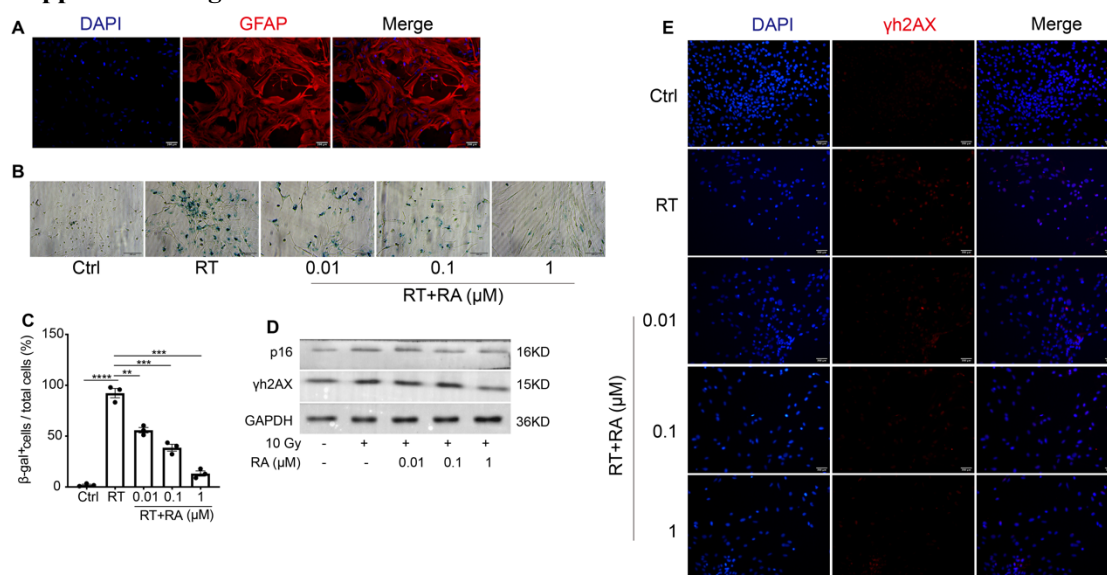 A
DAPI GFAP Merge
B
Ctrl RT 0.01 0.1 1
RT+RA (μM)
C
β-gal+cells / total cells (%)
150
100
50
0
**** ** *** ***
Ctrl RT 0.01 0.1 1
RT+RA (μM)
D
p16 16KD
γh2AX 15KD
GAPDH 36KD
10 Gy - + + + +
RA (μM) - - 0.01 0.1 1
E
DAPI γh2AX Merge
Ctrl
RT
0.01
0.1
1
RT+RA (μM)